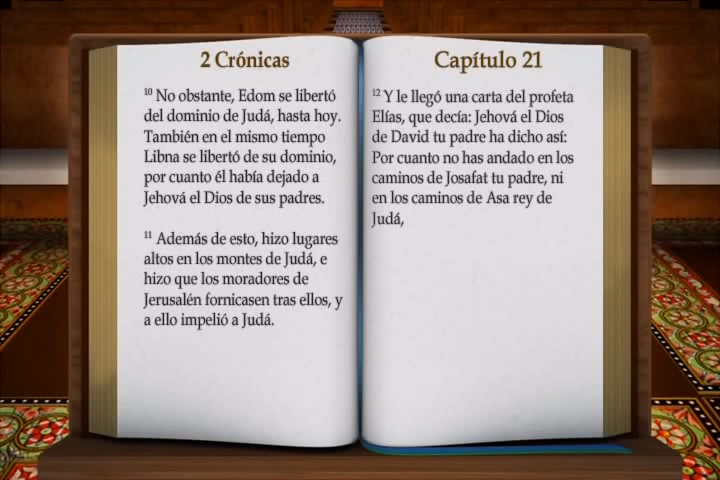 2 Crónicas
10 No obstante, Edom se libertó
del dominio de Judá, hasta hoy.
También en el mismo tiempo
Libna se libertó de su dominio,
por cuanto él había dejado a
Jehová el Dios de sus padres.
11 Además de esto, hizo lugares
altos en los montes de Judá, e
hizo que los moradores de
Jerusalén fornicasen tras ellos, y
a ello impelió a Judá.
Capítulo 21
12 Y le llegó una carta del profeta
Elías, que decía: Jehová el Dios
de David tu padre ha dicho así:
Por cuanto no has andado en los
caminos de Josafat tu padre, ni
en los caminos de Asa rey de
Judá,